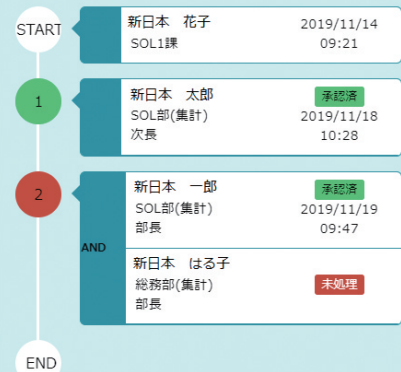 START
新日本　花子
SOL1課
2019/11/14
09:21
1
新日本　太郎
SOL部(集計)
次長
承認済
2019/11/18
10:28
2
AND
新日本　一郎
SOL部(集計)
部長
承認済
2019/11/19
09:47
新日本　はる子
総務部(集計)
部長
未処理
END